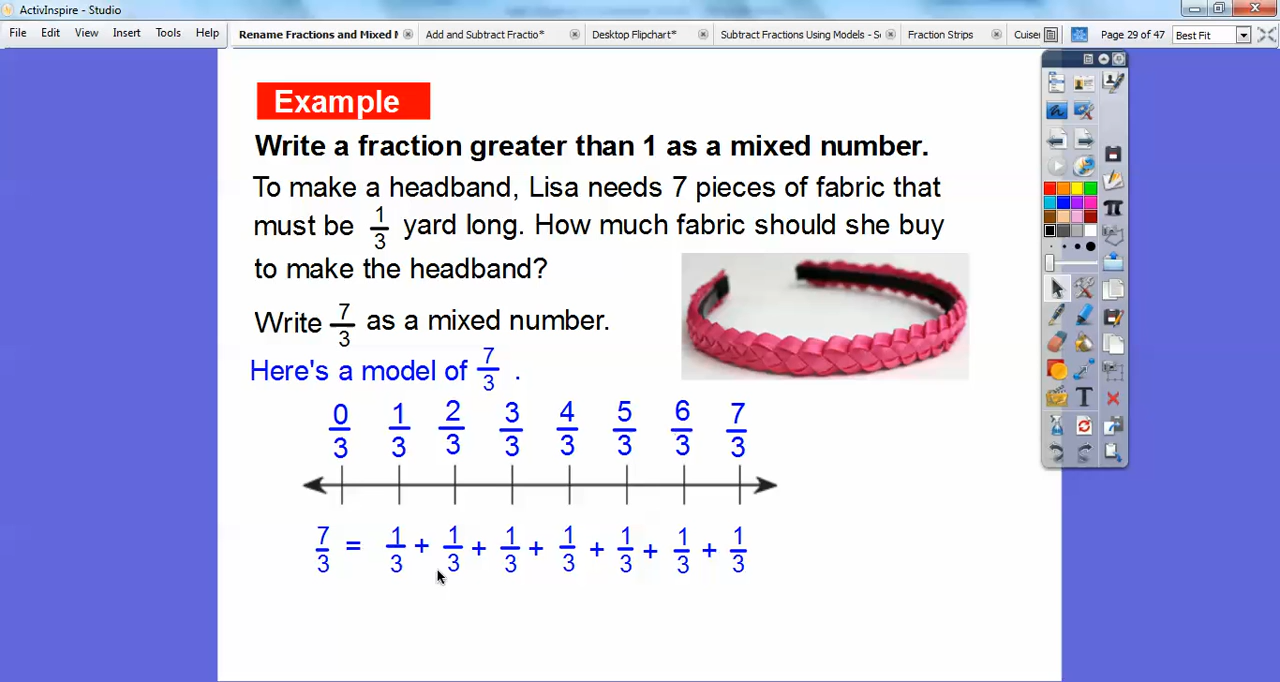 ActivInspire - Studio
File Edit View Insert Tools Help
Rename Fractions and Mixed N Add and Subtract Fractio* Desktop Flipchart* Subtract Fractions Using Models - S Fraction Strips Cuise Page 29 of 47 Best Fit
Example
Write a fraction greater than 1 as a mixed number.
To make a headband, Lisa needs 7 pieces of fabric that
must be 1/3 yard long. How much fabric should she buy
to make the headband?
Write 7/3 as a mixed number.
Here's a model of 7/3 .
0/3 1/3 2/3 3/3 4/3 5/3 6/3 7/3
7/3 = 1/3 + 1/3 + 1/3 + 1/3 + 1/3 + 1/3 + 1/3